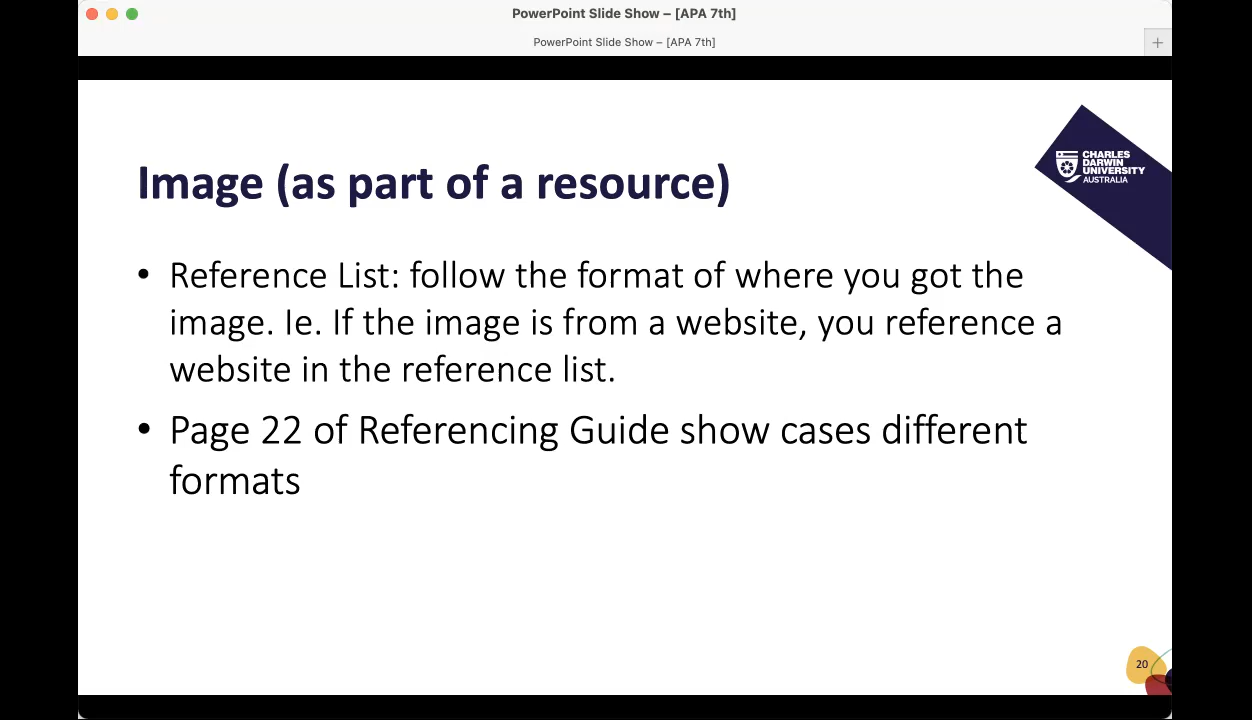 PowerPoint Slide Show – [APA 7th]
PowerPoint Slide Show – [APA 7th]
CHARLES
DARWIN
UNIVERSITY
AUSTRALIA
Image (as part of a resource)
• Reference List: follow the format of where you got the
image. Ie. If the image is from a website, you reference a
website in the reference list.
• Page 22 of Referencing Guide show cases different
formats
20